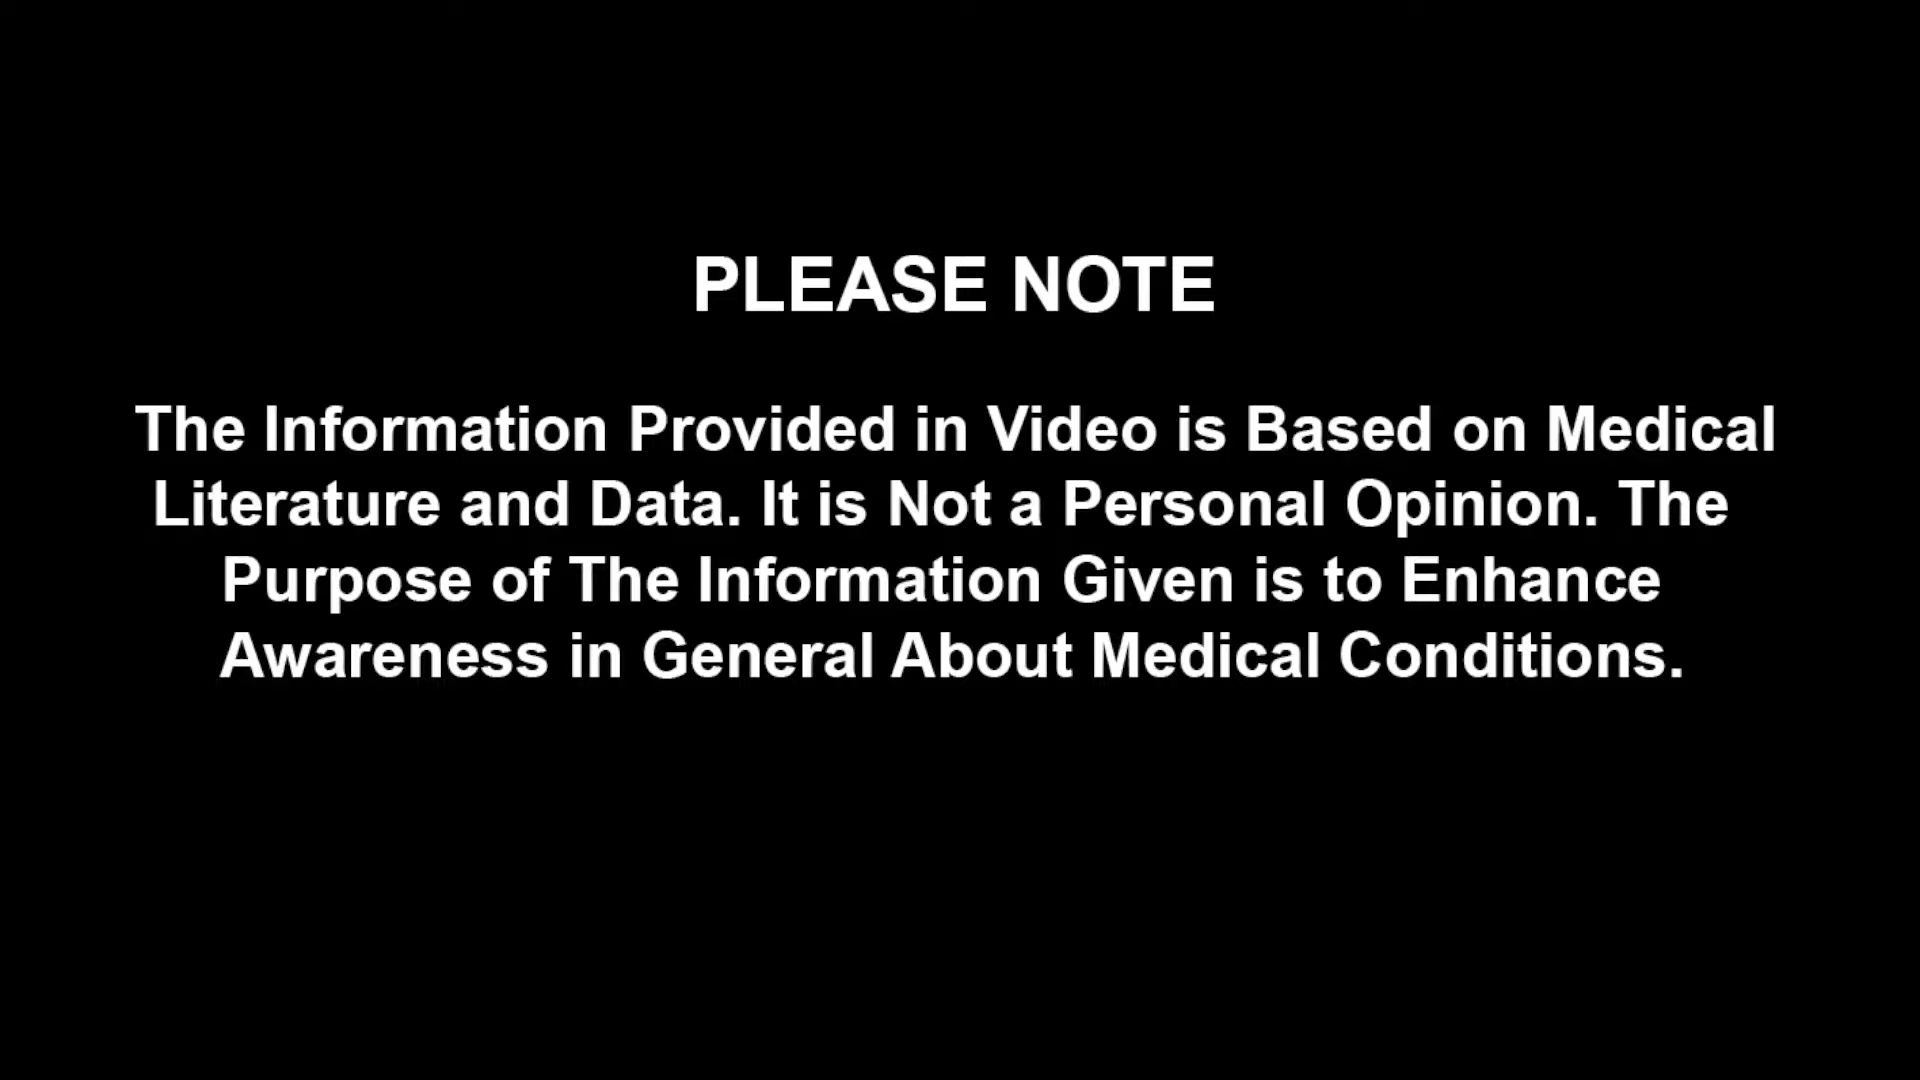 PLEASE NOTE
The Information Provided in Video is Based on Medical
Literature and Data. It is Not a Personal Opinion. The
Purpose of The Information Given is to Enhance
Awareness in General About Medical Conditions.